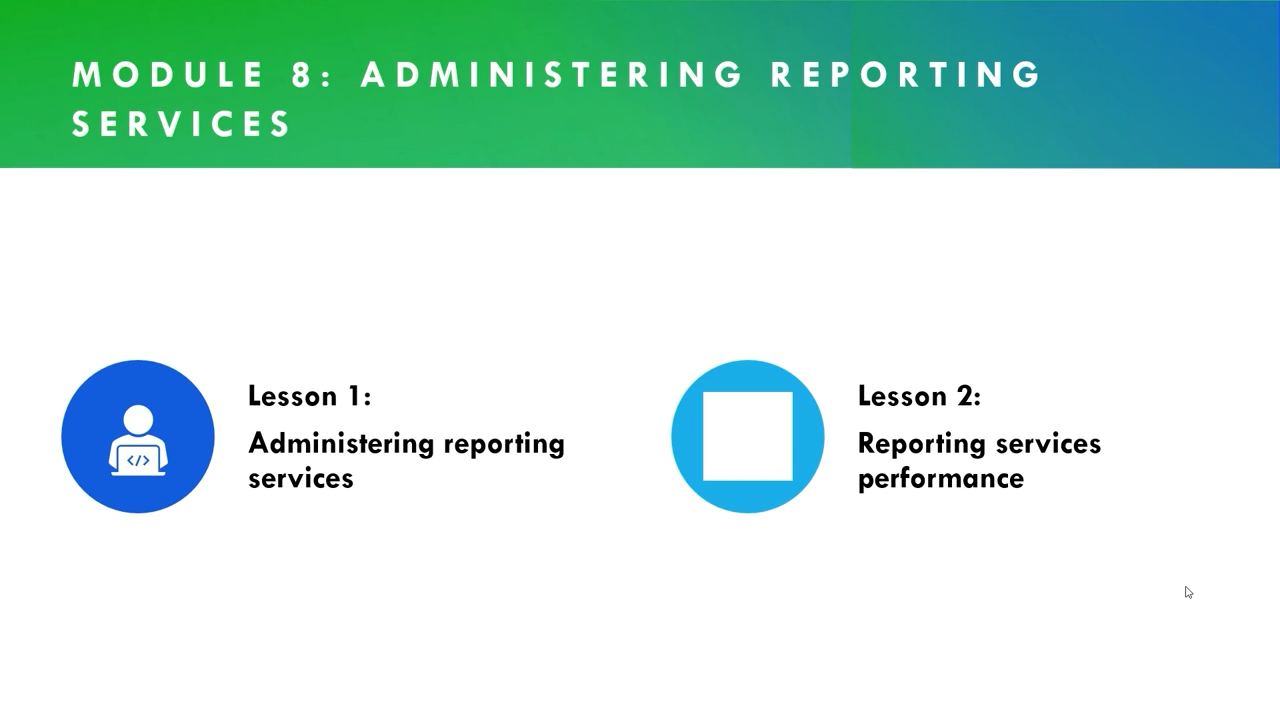 MODULE 8: ADMINISTERING REPORTING
SERVICES
Lesson 1:
Administering reporting
services
</>
Lesson 2:
Reporting services
performance